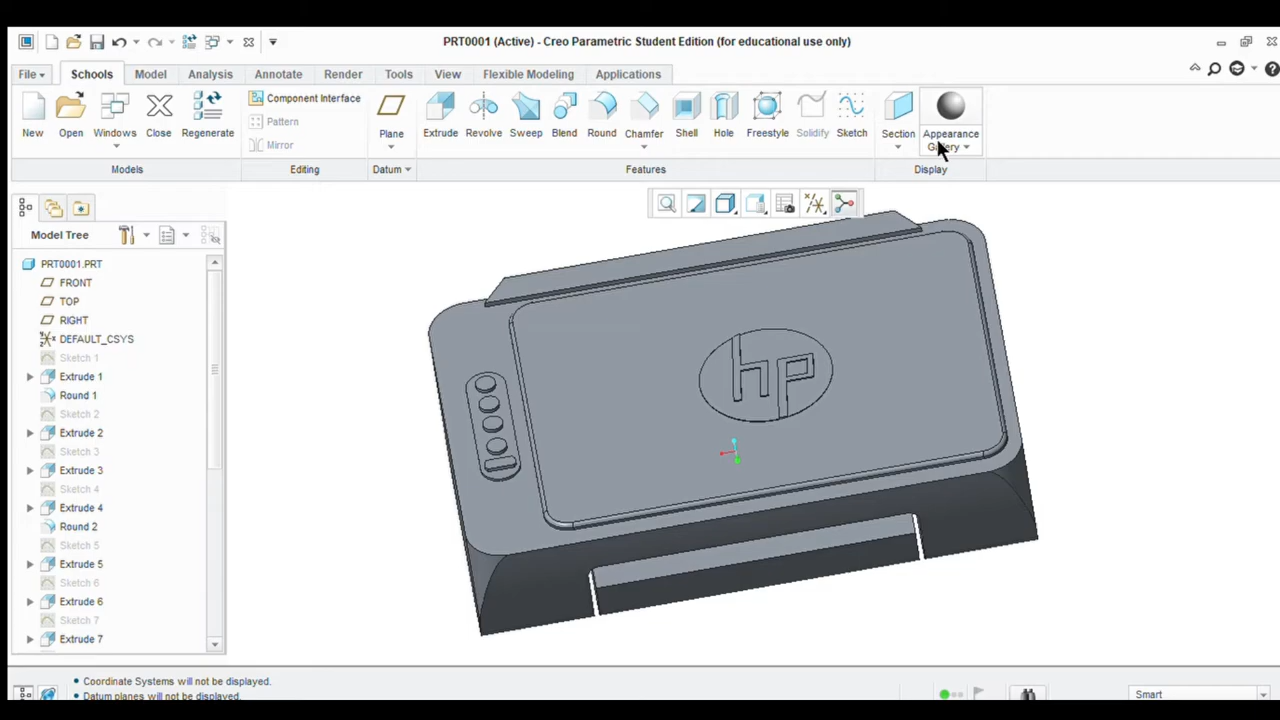 PRT0001 (Active) - Creo Parametric Student Edition (for educational use only)
File Schools Model Analysis Annotate Render Tools View Flexible Modeling Applications
New Open Windows Close Regenerate
Component Interface
Pattern
Mirror
Plane
Extrude Revolve Sweep Blend Round Chamfer Shell Hole Freestyle Solidify Sketch
Section
Appearance
Gallery
Models Editing Datum Features Display
Model Tree
PRT0001.PRT
FRONT
TOP
RIGHT
DEFAULT_CSYS
Sketch 1
Extrude 1
Round 1
Sketch 2
Extrude 2
Sketch 3
Extrude 3
Sketch 4
Extrude 4
Round 2
Sketch 5
Extrude 5
Sketch 6
Extrude 6
Sketch 7
Extrude 7
hp
• Coordinate Systems will not be displayed.
• Datum planes will not be displayed.
Smart